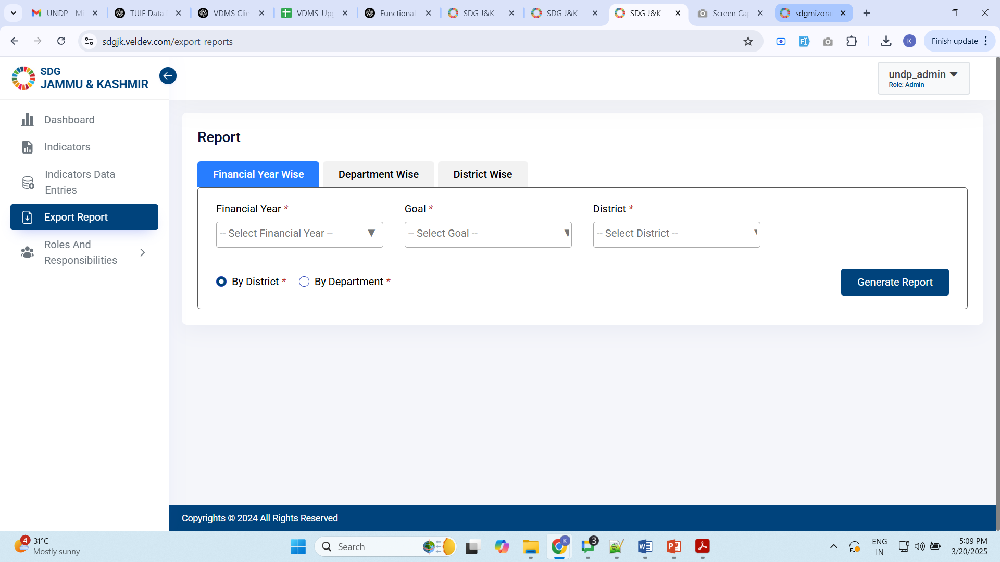 UNDP - Mi
TUIF Data
VDMS Clie
VDMS_Upg
Functional
SDG J&K -
SDG J&K -
SDG J&K -
Screen Cap
sdgmizora
sdgjk.veldev.com/export-reports
K
Finish update
SDG
JAMMU & KASHMIR
undp_admin
Role: Admin
Dashboard
Indicators
Indicators Data
Entries
Export Report
Roles And
Responsibilities
Report
Financial Year Wise
Department Wise
District Wise
Financial Year *
Goal *
District *
-- Select Financial Year --
-- Select Goal --
-- Select District --
By District *
By Department *
Generate Report
Copyrights © 2024 All Rights Reserved
4
31°C
Mostly sunny
Search
K
3
ENG
IN
5:09 PM
3/20/2025